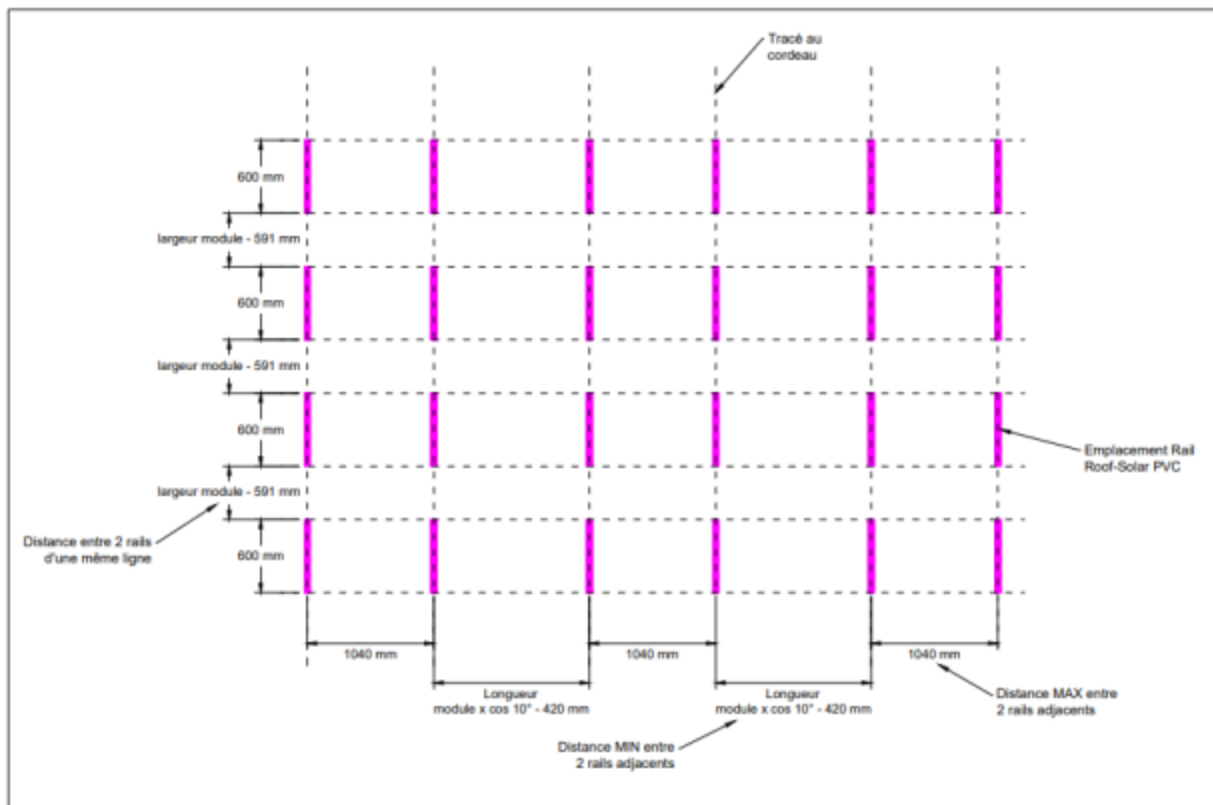 Tracé au
cordeau
600 mm
largeur module - 591 mm
600 mm
largeur module - 591 mm
600 mm
Emplacement Rail
Roof-Solar PVC
largeur module - 591 mm
Distance entre 2 rails
d'une même ligne
600 mm
1040 mm
1040 mm
1040 mm
Longueur
module x cos 10° - 420 mm
Longueur
module x cos 10° - 420 mm
Distance MAX entre
2 rails adjacents
Distance MIN entre
2 rails adjacents